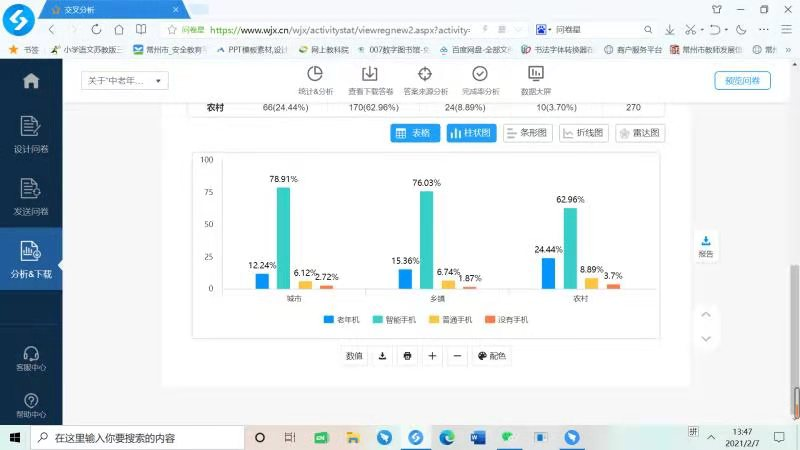 交叉分析
问卷星 https://www.wjx.cn/wjx/activitystat/viewregnew2.aspx?activity=
问卷星
书签 小学语文苏教版三 常州市_安全教育 PPT模板素材,设计 网上教科院 007数字图书馆-免 百度网盘-全部文 书法字体转换器在 商户服务平台 常州市教师发展信 常州
关于"中老年...
统计&分析 查看下载答卷 答案来源分析 完成率分析 数据大屏
预览问卷
设计问卷
发送问卷
分析&下载
客服中心
帮助中心
农村 66(24.44%) 170(62.96%) 24(8.89%) 10(3.70%) 270
表格 柱状图 条形图 折线图 雷达图
100
75
50
25
0
12.24% 78.91% 6.12% 2.72%
15.36% 76.03% 6.74% 1.87%
24.44% 62.96% 8.89% 3.7%
城市 乡镇 农村
老年机 智能手机 普通手机 没有手机
数值 配色
报告
在这里输入你要搜索的内容
拼
13:47
2021/2/7